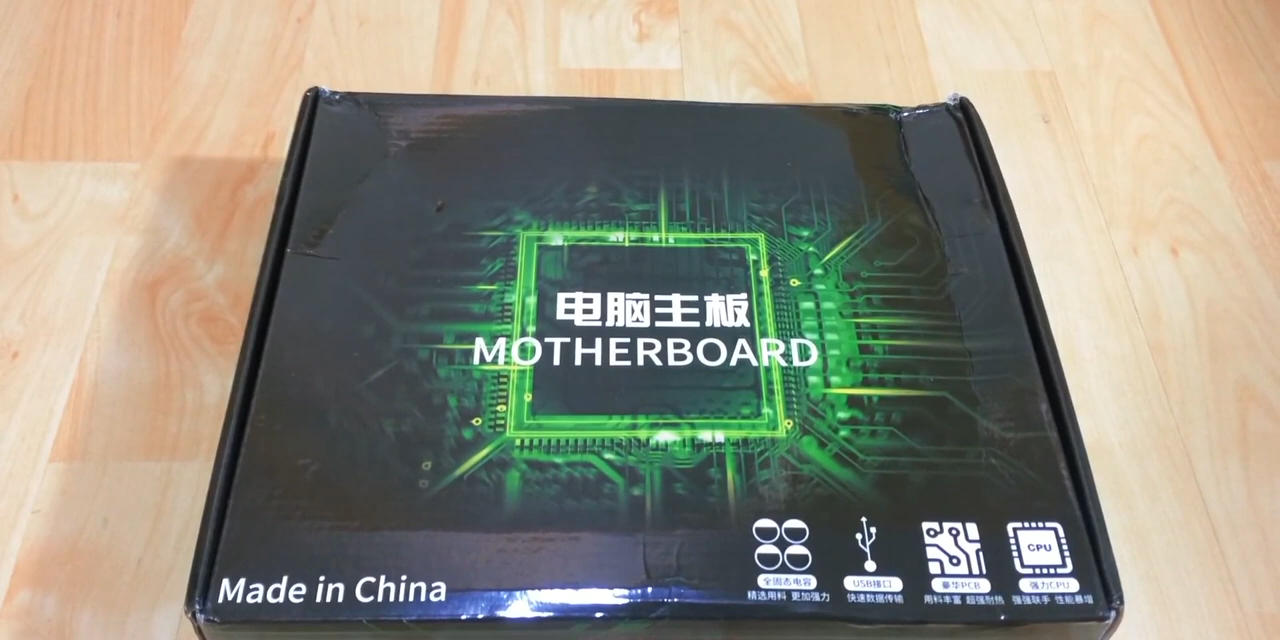 电脑主板
MOTHERBOARD
Made in China
CPU
全固态电容
精选用料 更加强力
USB接口
快速数据传输
豪华PCB
用料丰富 超强耐热
强力CPU
强强联手 性能暴增